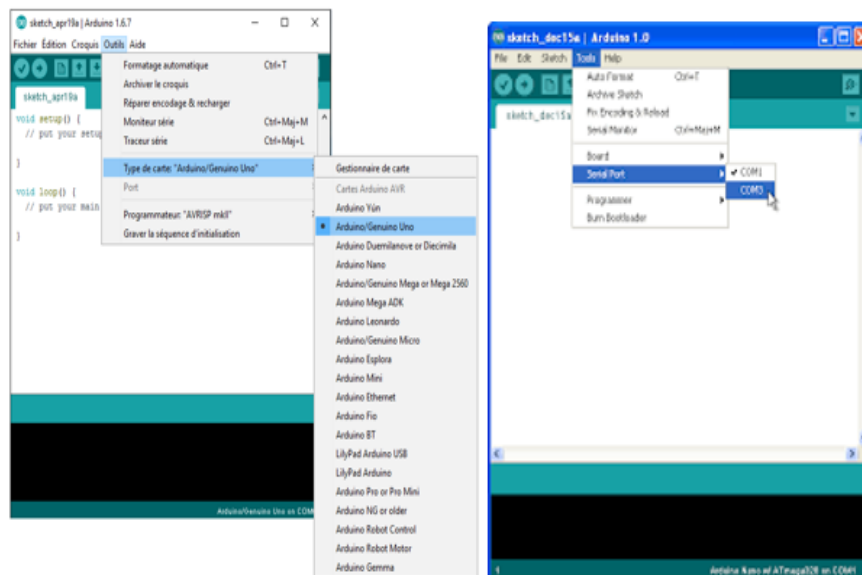 sketch_apr19a | Arduino 1.6.7
Fichier Édition Croquis Outils Aide
sketch_apr19a
void setup() {
// put your setup
}
void loop() {
// put your main
}
Formatage automatique Ctrl+T
Archiver le croquis
Réparer encodage & recharger
Moniteur série Ctrl+Maj+M
Traceur série Ctrl+Maj+L
Type de carte: "Arduino/Genuino Uno"
Port
Programmateur: "AVRISP mkII"
Graver la séquence d'initialisation
Gestionnaire de carte
Cartes Arduino AVR
Arduino Yún
Arduino/Genuino Uno
Arduino Duemilanove or Diecimila
Arduino Nano
Arduino/Genuino Mega or Mega 2560
Arduino Mega ADK
Arduino Leonardo
Arduino/Genuino Micro
Arduino Esplora
Arduino Mini
Arduino Ethernet
Arduino Fio
Arduino BT
LilyPad Arduino USB
LilyPad Arduino
Arduino Pro or Pro Mini
Arduino NG or older
Arduino Robot Control
Arduino Robot Motor
Arduino Gemma
Arduino/Genuino Uno on COM
sketch_dec15a | Arduino 1.0
File Edit Sketch Tools Help
sketch_dec15a
Auto Format Ctrl+T
Archive Sketch
Fix Encoding & Reload
Serial Monitor Ctrl+Maj+M
Board
Serial Port
Programmer
Burn Bootloader
COM1
COM3
1
Arduino Nano w/ ATmega328 on COM1